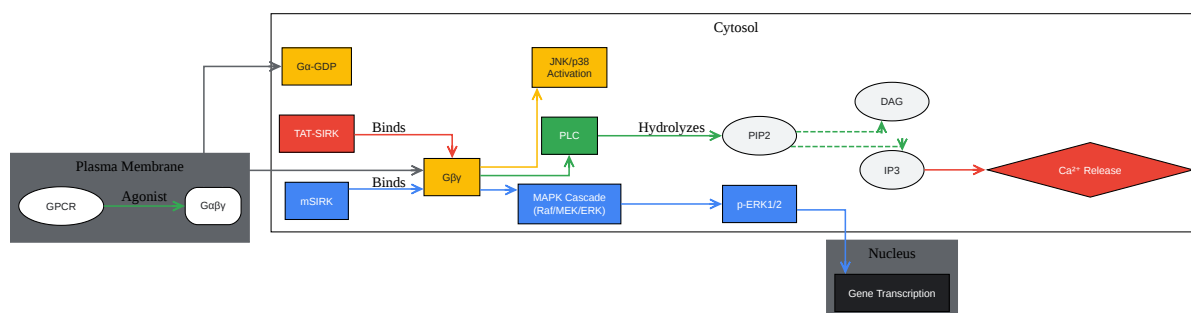 Cytosol
Gα-GDP
JNK/p38
Activation
DAG
TAT-SIRK
Binds
PLC
Hydrolyzes
PIP2
Plasma Membrane
GPCR
Agonist
Gαβγ
mSIRK
Binds
Gβγ
MAPK Cascade
(Raf/MEK/ERK)
p-ERK1/2
IP3
Ca²⁺ Release
Nucleus
Gene Transcription